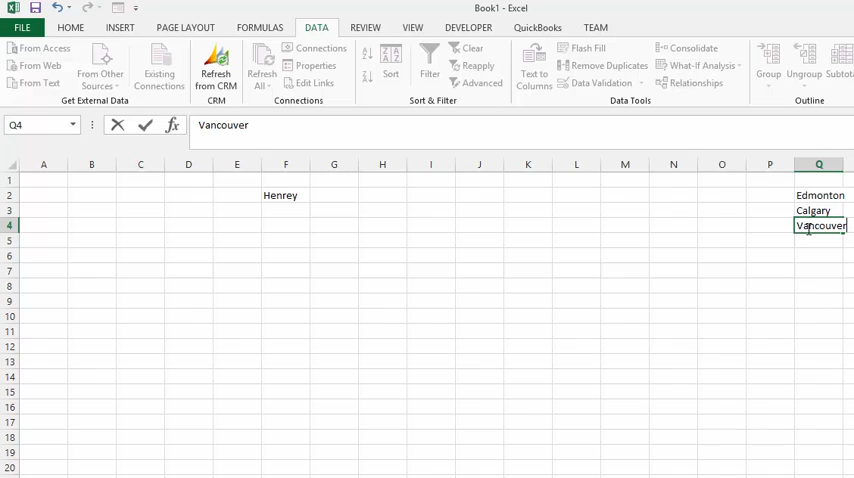 Book1 - Excel
FILE HOME INSERT PAGE LAYOUT FORMULAS DATA REVIEW VIEW DEVELOPER QuickBooks TEAM
From Access
From Web
From Text
From Other Sources
Existing Connections
Get External Data
Refresh from CRM
CRM
Refresh All
Connections
Properties
Edit Links
Connections
Sort
Filter
Clear
Reapply
Advanced
Sort & Filter
Text to Columns
Flash Fill
Remove Duplicates
Data Validation
Consolidate
What-If Analysis
Relationships
Data Tools
Group
Ungroup
Subtota
Outline
Q4 fx Vancouver
A B C D E F G H I J K L M N O P Q
1
2 Henrey Edmonton
3 Calgary
4 Vancouver
5
6
7
8
9
10
11
12
13
14
15
16
17
18
19
20